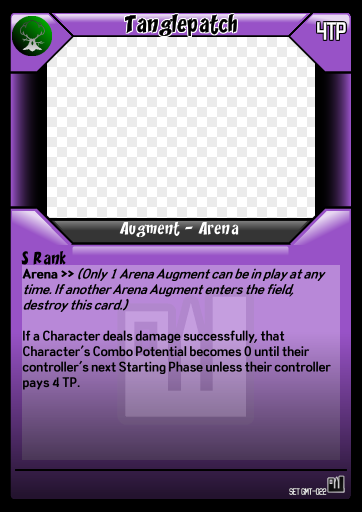 Tanglepatch
4TP
Augment - Arena
S Rank
Arena >> (Only 1 Arena Augment can be in play at any
time. If another Arena Augment enters the field,
destroy this card.)
If a Character deals damage successfully, that
Character's Combo Potential becomes 0 until their
controller's next Starting Phase unless their controller
pays 4 TP.
SET GMT-022